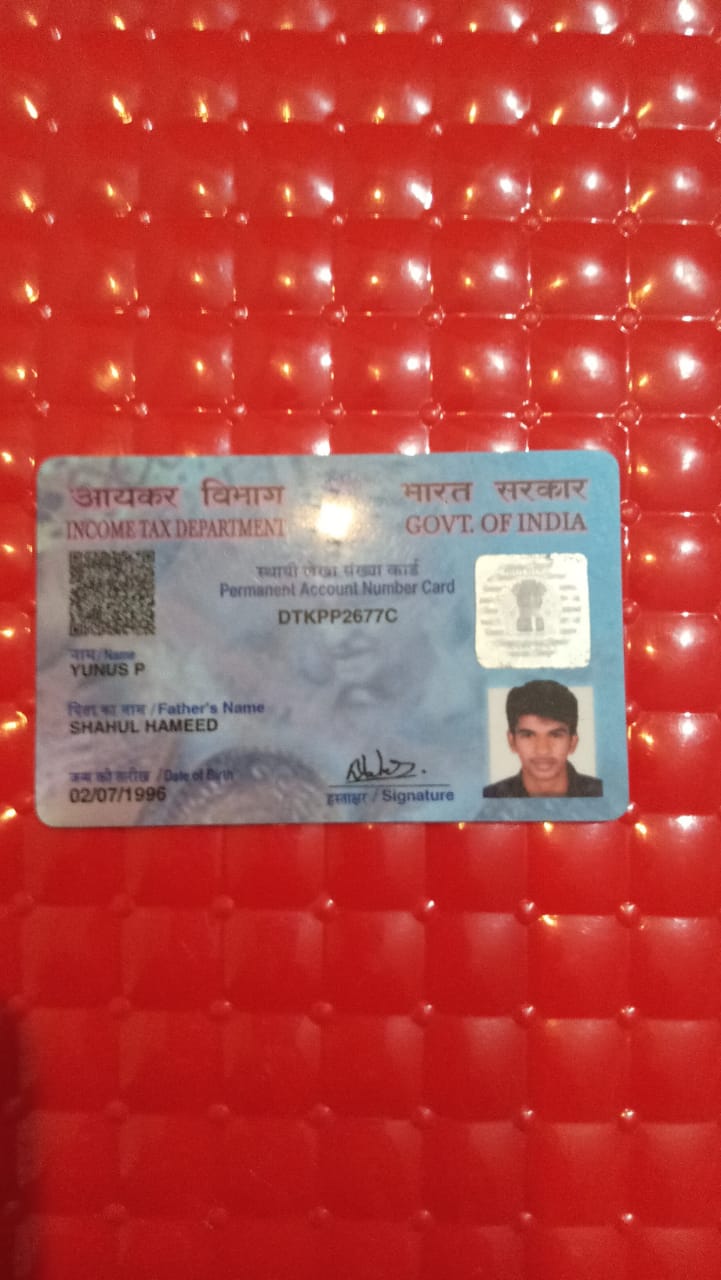 आयकर विभाग
INCOME TAX DEPARTMENT
भारत सरकार
GOVT. OF INDIA
स्थायी लेखा संख्या कार्ड
Permanent Account Number Card
DTKPP2677C
नाम / Name
YUNUS P
पिता का नाम / Father's Name
SHAHUL HAMEED
जन्म की तारीख / Date of Birth
02/07/1996
हस्ताक्षर / Signature